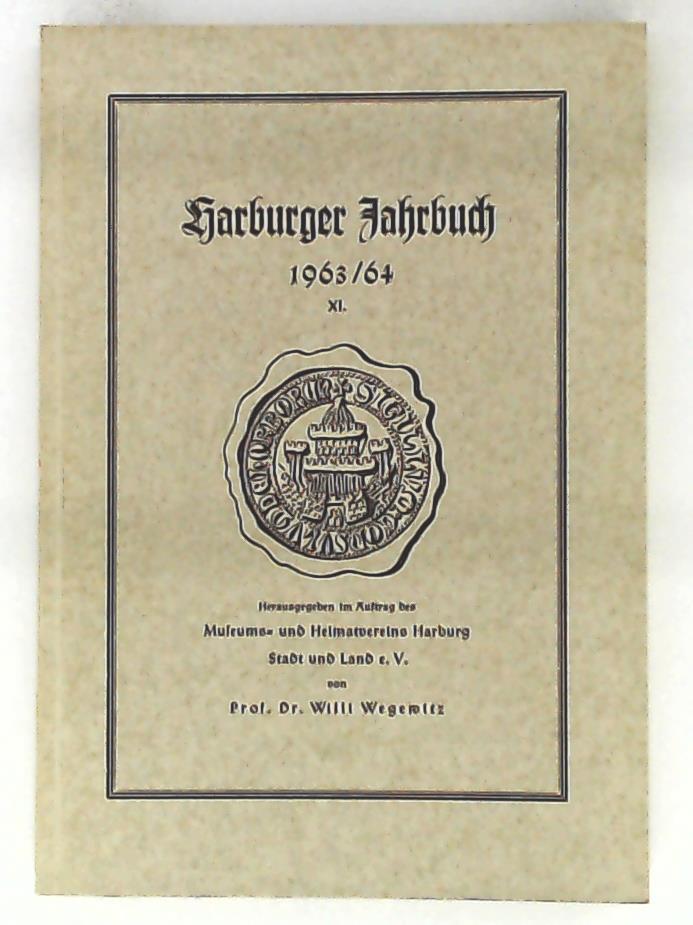 Harburger Jahrbuch
1963/64
XI.
Herausgegeben im Auftrag des
Museums- und Heimatvereins Harburg
Stadt und Land e. V.
von
Prof. Dr. Willi Wegewitz